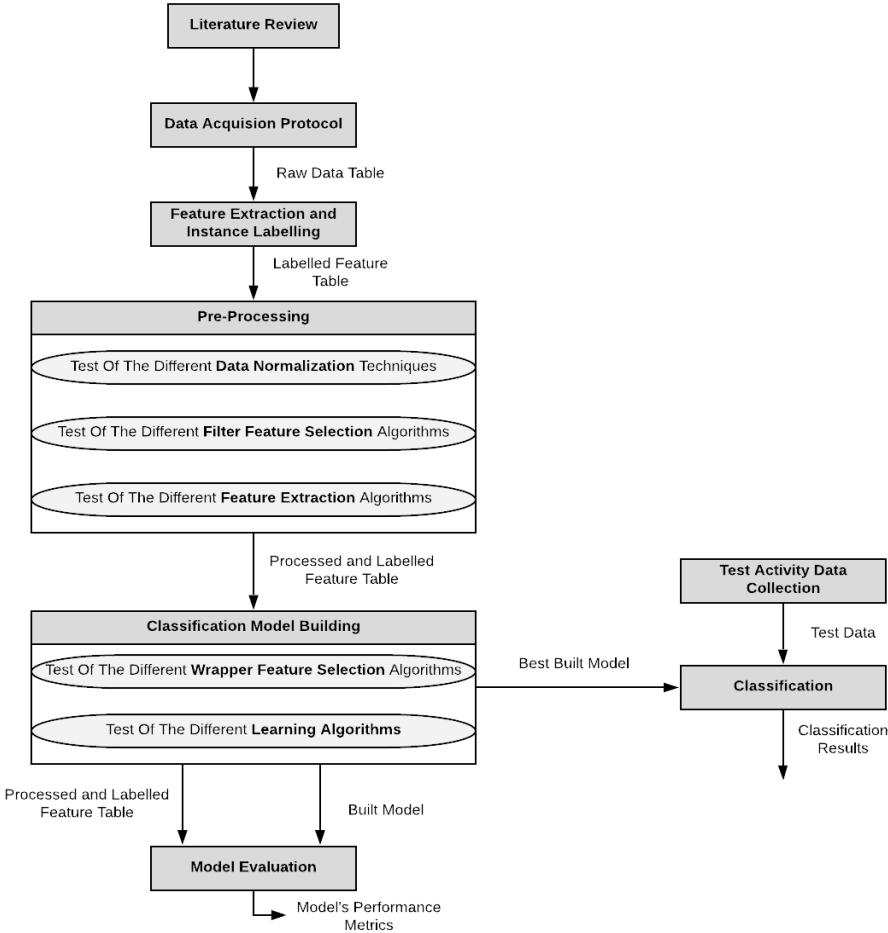 Literature Review
Data Acquision Protocol
Raw Data Table
Feature Extraction and
Instance Labelling
Labelled Feature
Table
Pre-Processing
Test Of The Different Data Normalization Techniques
Test Of The Different Filter Feature Selection Algorithms
Test Of The Different Feature Extraction Algorithms
Processed and Labelled
Feature Table
Classification Model Building
Test Of The Different Wrapper Feature Selection Algorithms
Test Of The Different Learning Algorithms
Best Built Model
Test Activity Data
Collection
Test Data
Classification
Classification
Results
Processed and Labelled
Feature Table
Built Model
Model Evaluation
Model's Performance
Metrics